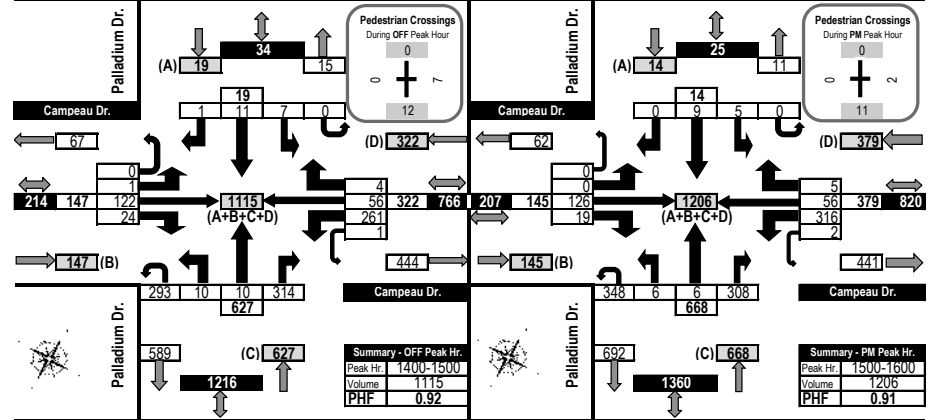 Palladium Dr.
34
(A) 19
15
Pedestrian Crossings
During OFF Peak Hour
0
0
7
12
19
1 11 7 0
Campeau Dr.
67
(D) 322
0
1
122
24
214 147
1115
(A+B+C+D)
4
56
261
1
322 766
147 (B)
444
293 10 10 314
627
Campeau Dr.
Palladium Dr.
589
(C) 627
1216
Summary - OFF Peak Hr.
Peak Hr. 1400-1500
Volume 1115
PHF 0.92
Palladium Dr.
25
(A) 14
11
Pedestrian Crossings
During PM Peak Hour
0
0
2
11
14
0 9 5 0
Campeau Dr.
62
(D) 379
0
0
126
19
207 145
1206
(A+B+C+D)
5
56
316
2
379 820
145 (B)
441
348 6 6 308
668
Campeau Dr.
Palladium Dr.
692
(C) 668
1360
Summary - PM Peak Hr.
Peak Hr. 1500-1600
Volume 1206
PHF 0.91